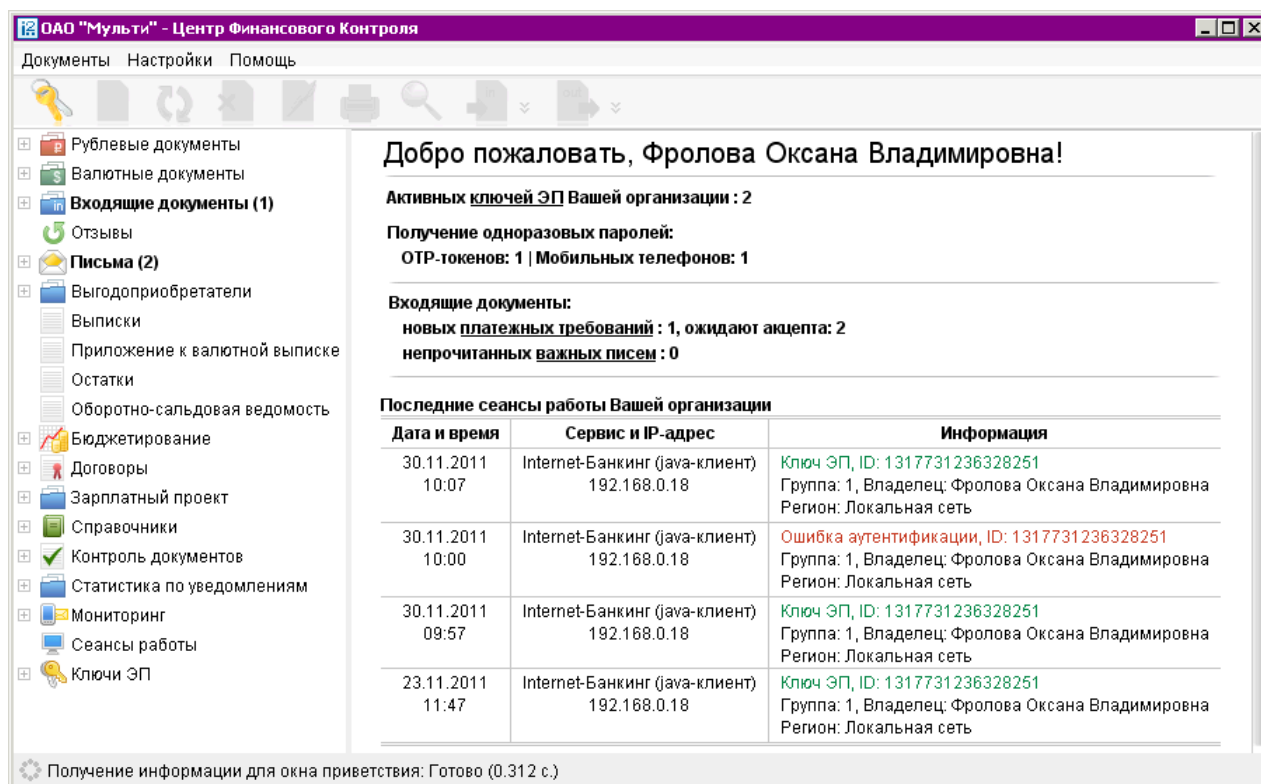 ОАО "Мульти" - Центр Финансового Контроля
Документы Настройки Помощь
in out
Рублевые документы
Валютные документы
Входящие документы (1)
Отзывы
Письма (2)
Выгодоприобретатели
Выписки
Приложение к валютной выписке
Остатки
Оборотно-сальдовая ведомость
Бюджетирование
Договоры
Зарплатный проект
Справочники
Контроль документов
Статистика по уведомлениям
Мониторинг
Сеансы работы
Ключи ЭП
Добро пожаловать, Фролова Оксана Владимировна!
Активных ключей ЭП Вашей организации : 2
Получение одноразовых паролей:
ОТР-токенов: 1 | Мобильных телефонов: 1
Входящие документы:
новых платежных требований : 1, ожидают акцепта: 2
непрочитанных важных писем : 0
Последние сеансы работы Вашей организации
Дата и время Сервис и IP-адрес Информация
30.11.2011 Internet-Банкинг (java-клиент) Ключ ЭП, ID: 1317731236328251
10:07 192.168.0.18 Группа: 1, Владелец: Фролова Оксана Владимировна
Регион: Локальная сеть
30.11.2011 Internet-Банкинг (java-клиент) Ошибка аутентификации, ID: 1317731236328251
10:00 192.168.0.18 Группа: 1, Владелец: Фролова Оксана Владимировна
Регион: Локальная сеть
30.11.2011 Internet-Банкинг (java-клиент) Ключ ЭП, ID: 1317731236328251
09:57 192.168.0.18 Группа: 1, Владелец: Фролова Оксана Владимировна
Регион: Локальная сеть
23.11.2011 Internet-Банкинг (java-клиент) Ключ ЭП, ID: 1317731236328251
11:47 192.168.0.18 Группа: 1, Владелец: Фролова Оксана Владимировна
Регион: Локальная сеть
Получение информации для окна приветствия: Готово (0.312 с.)